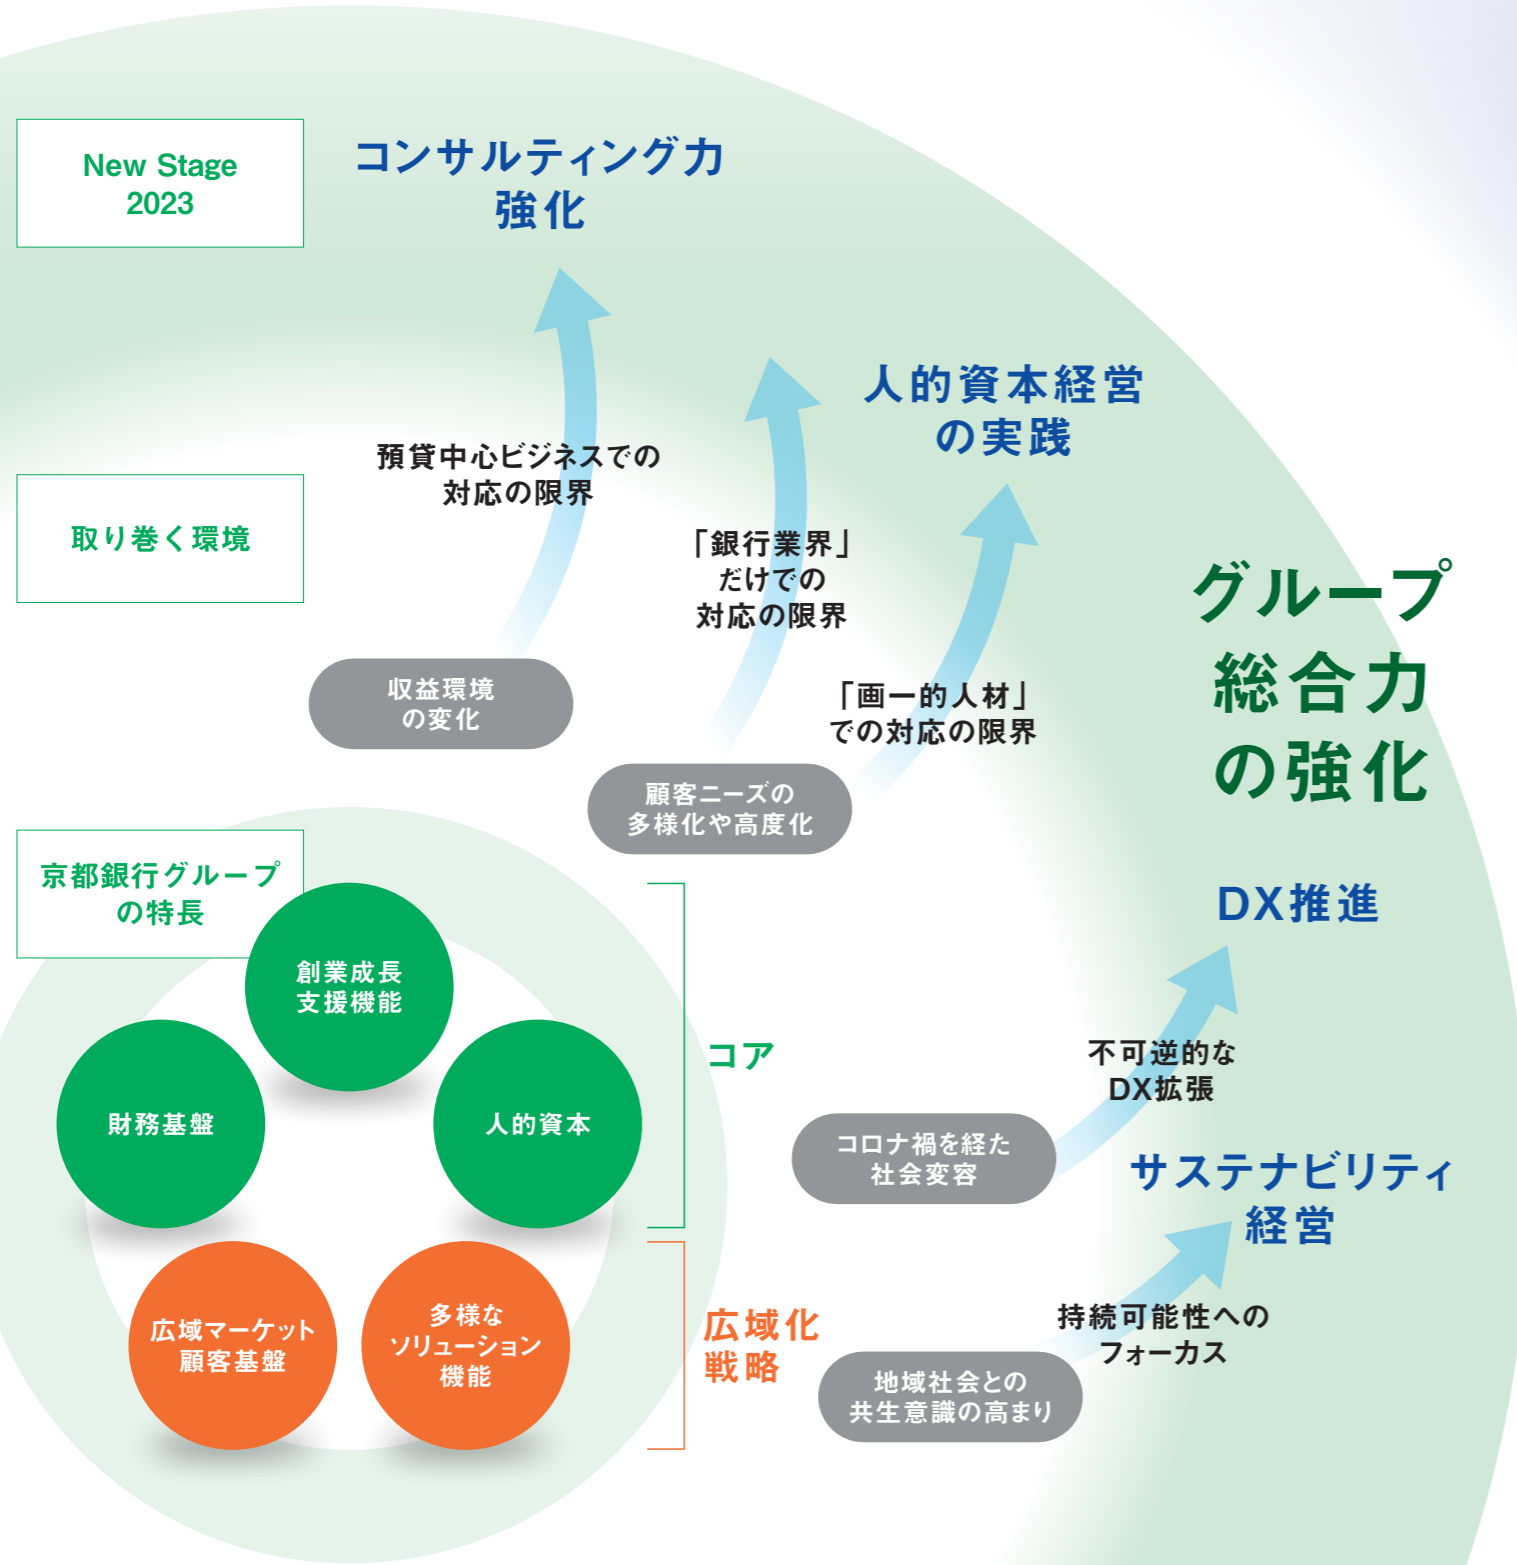 New Stage
2023
コンサルティング力
強化
人的資本経営
の実践
預貸中心ビジネスでの
対応の限界
取り巻く環境
「銀行業界」
だけでの
対応の限界
グループ
総合力
の強化
収益環境
の変化
「画一的人材」
での対応の限界
顧客ニーズの
多様化や高度化
京都銀行グループ
の特長
DX推進
創業成長
支援機能
コア
不可逆的な
DX拡張
財務基盤
人的資本
コロナ禍を経た
社会変容
サステナビリティ
経営
広域マーケット
顧客基盤
多様な
ソリューション
機能
広域化
戦略
持続可能性への
フォーカス
地域社会との
共生意識の高まり